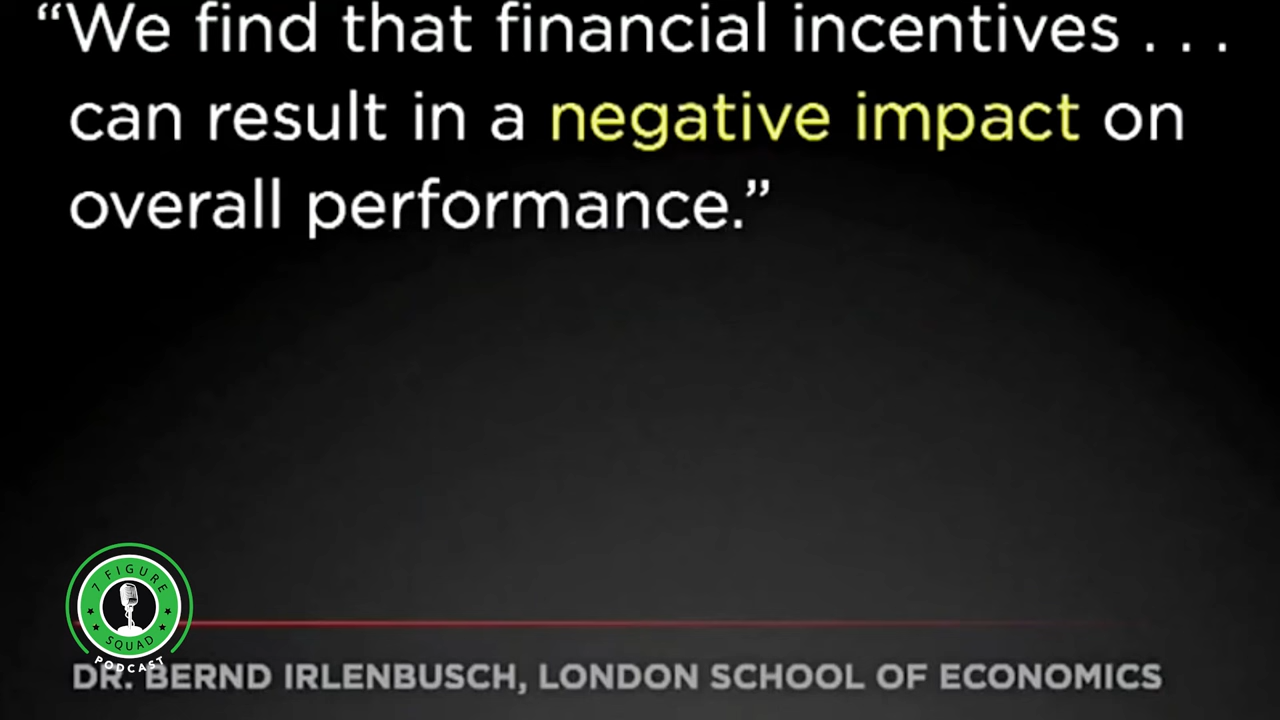 “We find that financial incentives . . .
can result in a negative impact on
overall performance.”
7 FIGURE
SQUAD
PODCAST
DR. BERND IRLENBUSCH, LONDON SCHOOL OF ECONOMICS